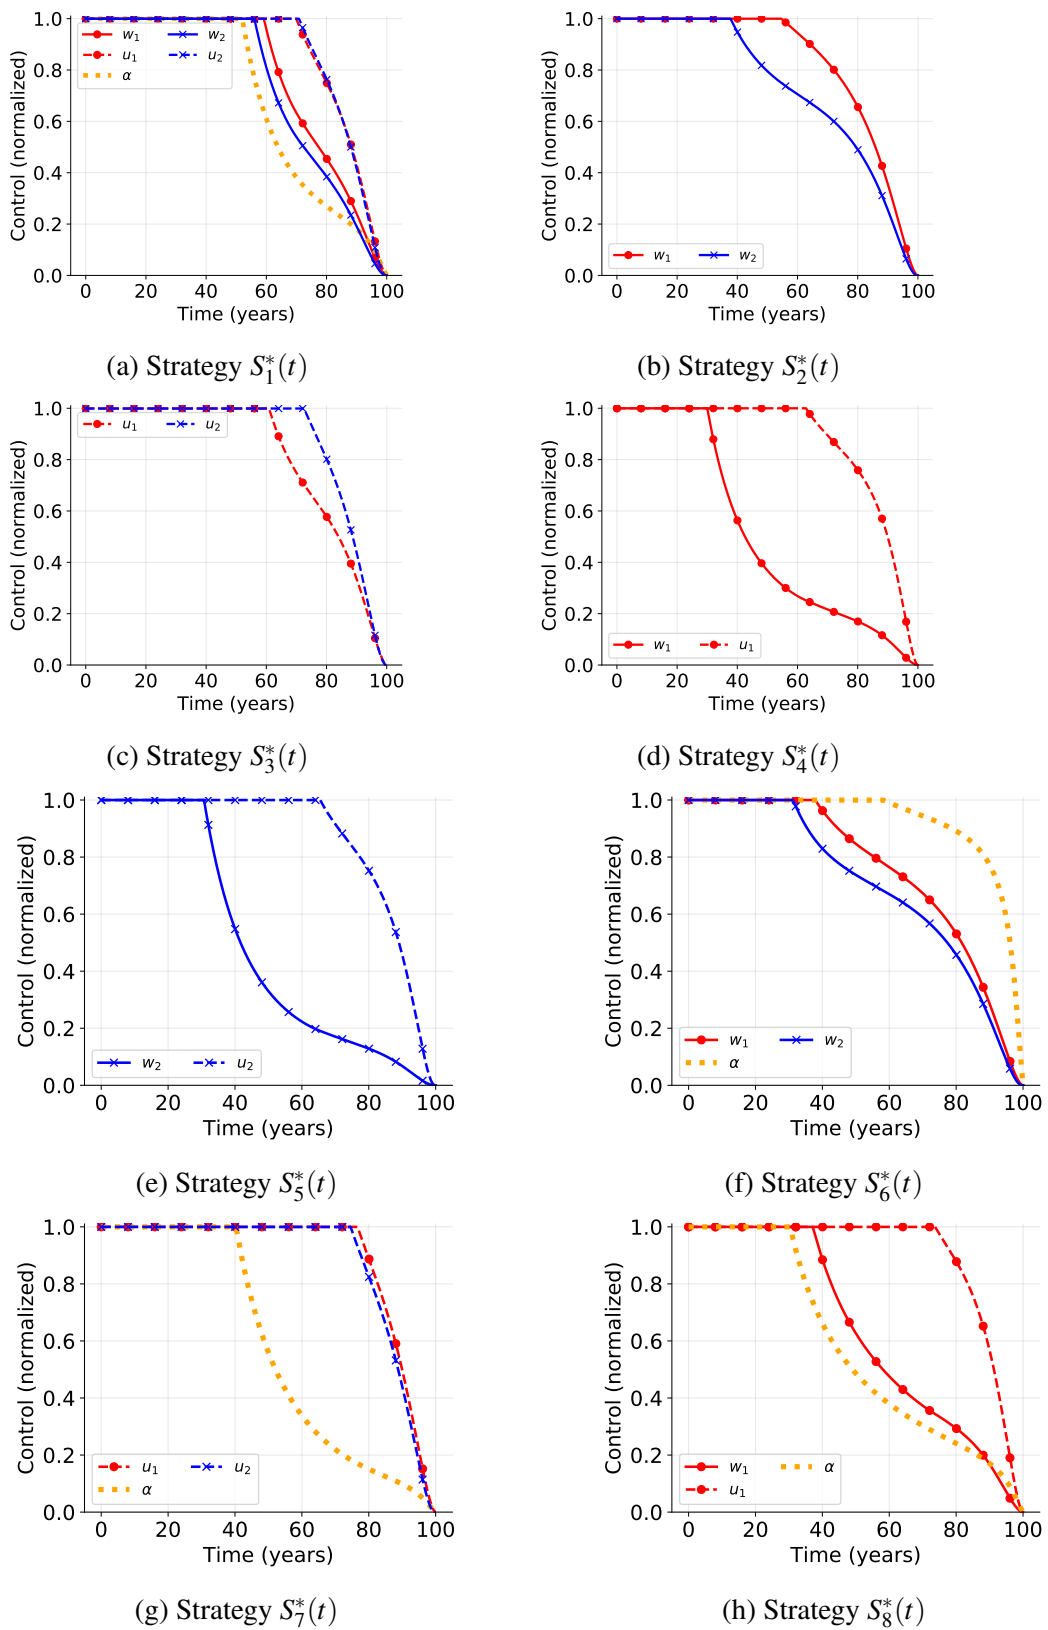 Control (normalized)
1.0
0.8
0.6
0.4
0.2
0.0
w1 w2
u1 u2
α
0 20 40 60 80 100
Time (years)
(a) Strategy S1*(t)
Control (normalized)
1.0
0.8
0.6
0.4
0.2
0.0
w1 w2
0 20 40 60 80 100
Time (years)
(b) Strategy S2*(t)
Control (normalized)
1.0
0.8
0.6
0.4
0.2
0.0
u1 u2
0 20 40 60 80 100
Time (years)
(c) Strategy S3*(t)
Control (normalized)
1.0
0.8
0.6
0.4
0.2
0.0
w1 u1
0 20 40 60 80 100
Time (years)
(d) Strategy S4*(t)
Control (normalized)
1.0
0.8
0.6
0.4
0.2
0.0
w2 u2
0 20 40 60 80 100
Time (years)
(e) Strategy S5*(t)
Control (normalized)
1.0
0.8
0.6
0.4
0.2
0.0
w1 w2
α
0 20 40 60 80 100
Time (years)
(f) Strategy S6*(t)
Control (normalized)
1.0
0.8
0.6
0.4
0.2
0.0
u1 u2
α
0 20 40 60 80 100
Time (years)
(g) Strategy S7*(t)
Control (normalized)
1.0
0.8
0.6
0.4
0.2
0.0
w1 α
u1
0 20 40 60 80 100
Time (years)
(h) Strategy S8*(t)